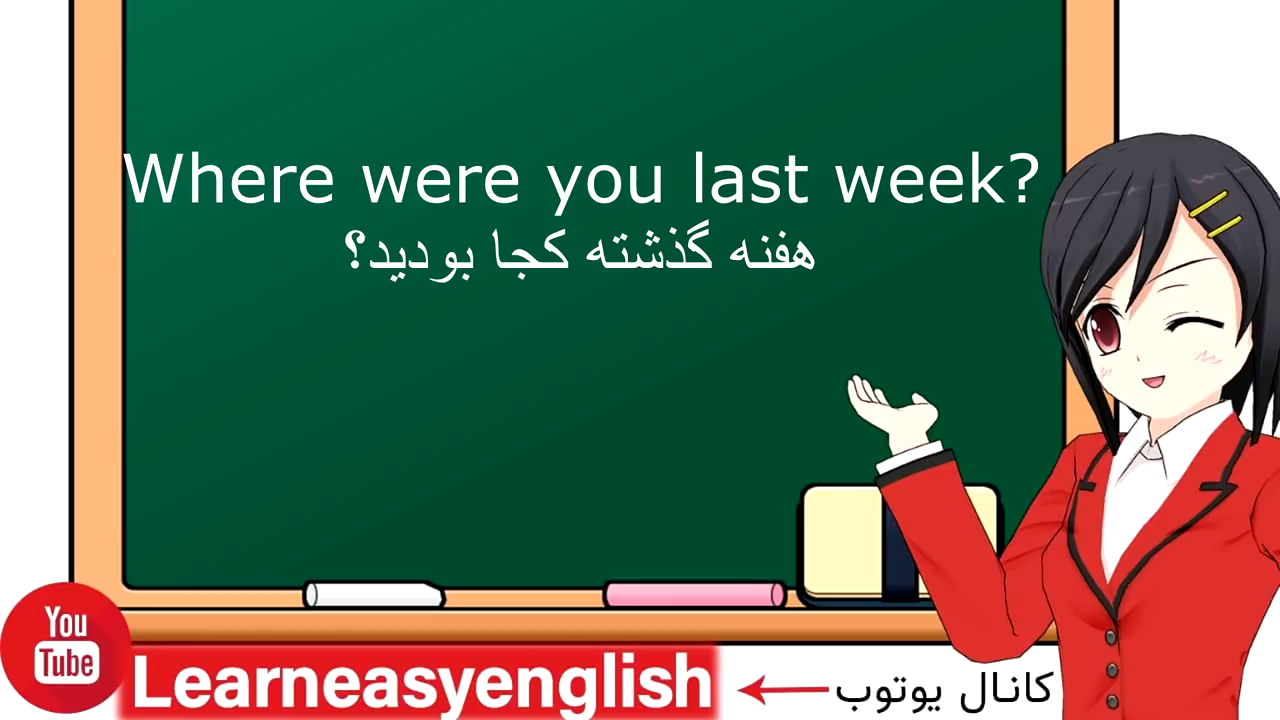 Where were you last week?
هفته گذشته کجا بودید؟
You
Tube
Learneasyenglish
کانال یوتوب